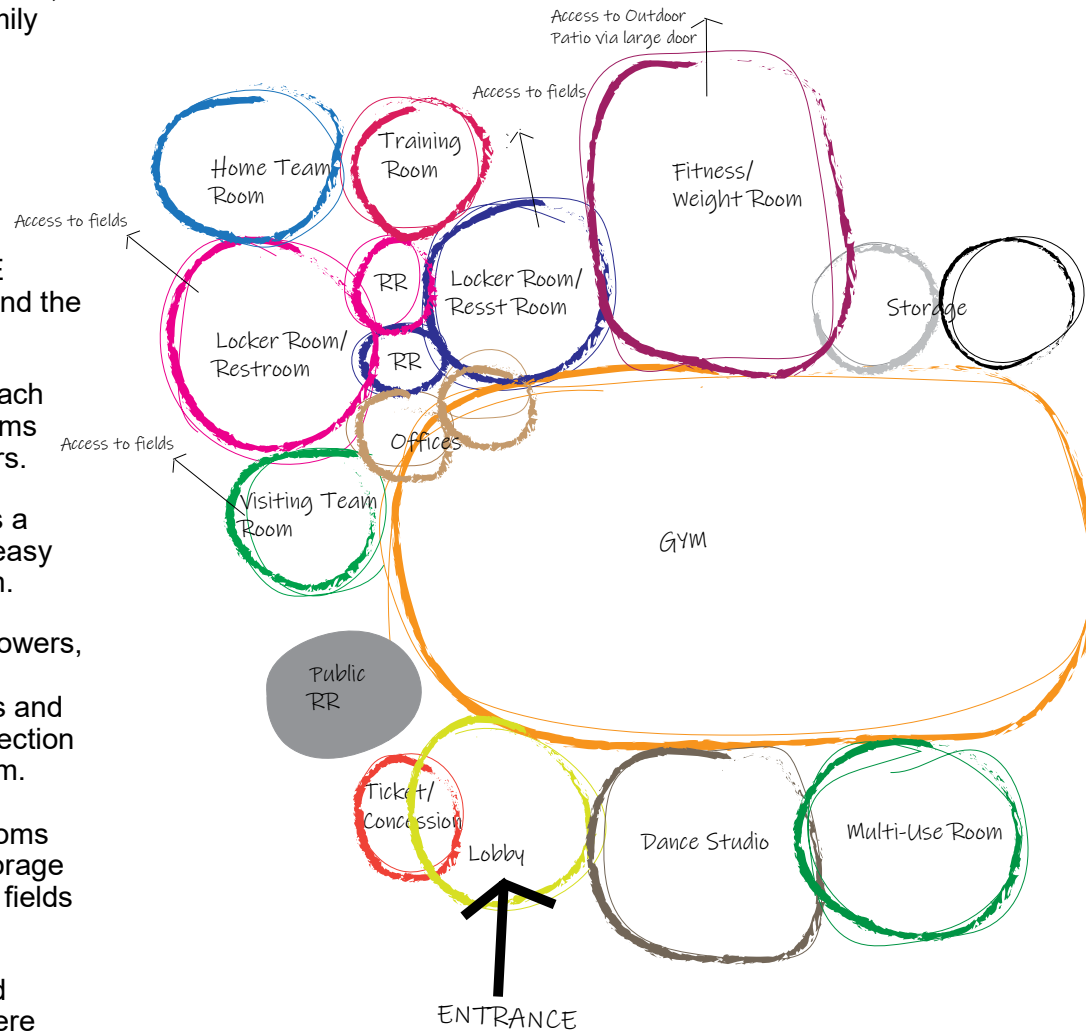 mily
E
nd the
ach
ms
rs.
s a
easy
n.
owers,
s and
ection
m.
oms
orage
fields
d
ere
Access to Outdoor
Patio via large door
Access to fields
Home Team
Room
Training
Room
Fitness/
Weight Room
Access to fields
RR
Locker Room/
Resst Room
Storage
Locker Room/
Restroom
RR
Access to fields
Offices
Visiting Team
Room
GYM
Public
RR
Ticket/
Concession
Lobby
Dance Studio
Multi-Use Room
ENTRANCE